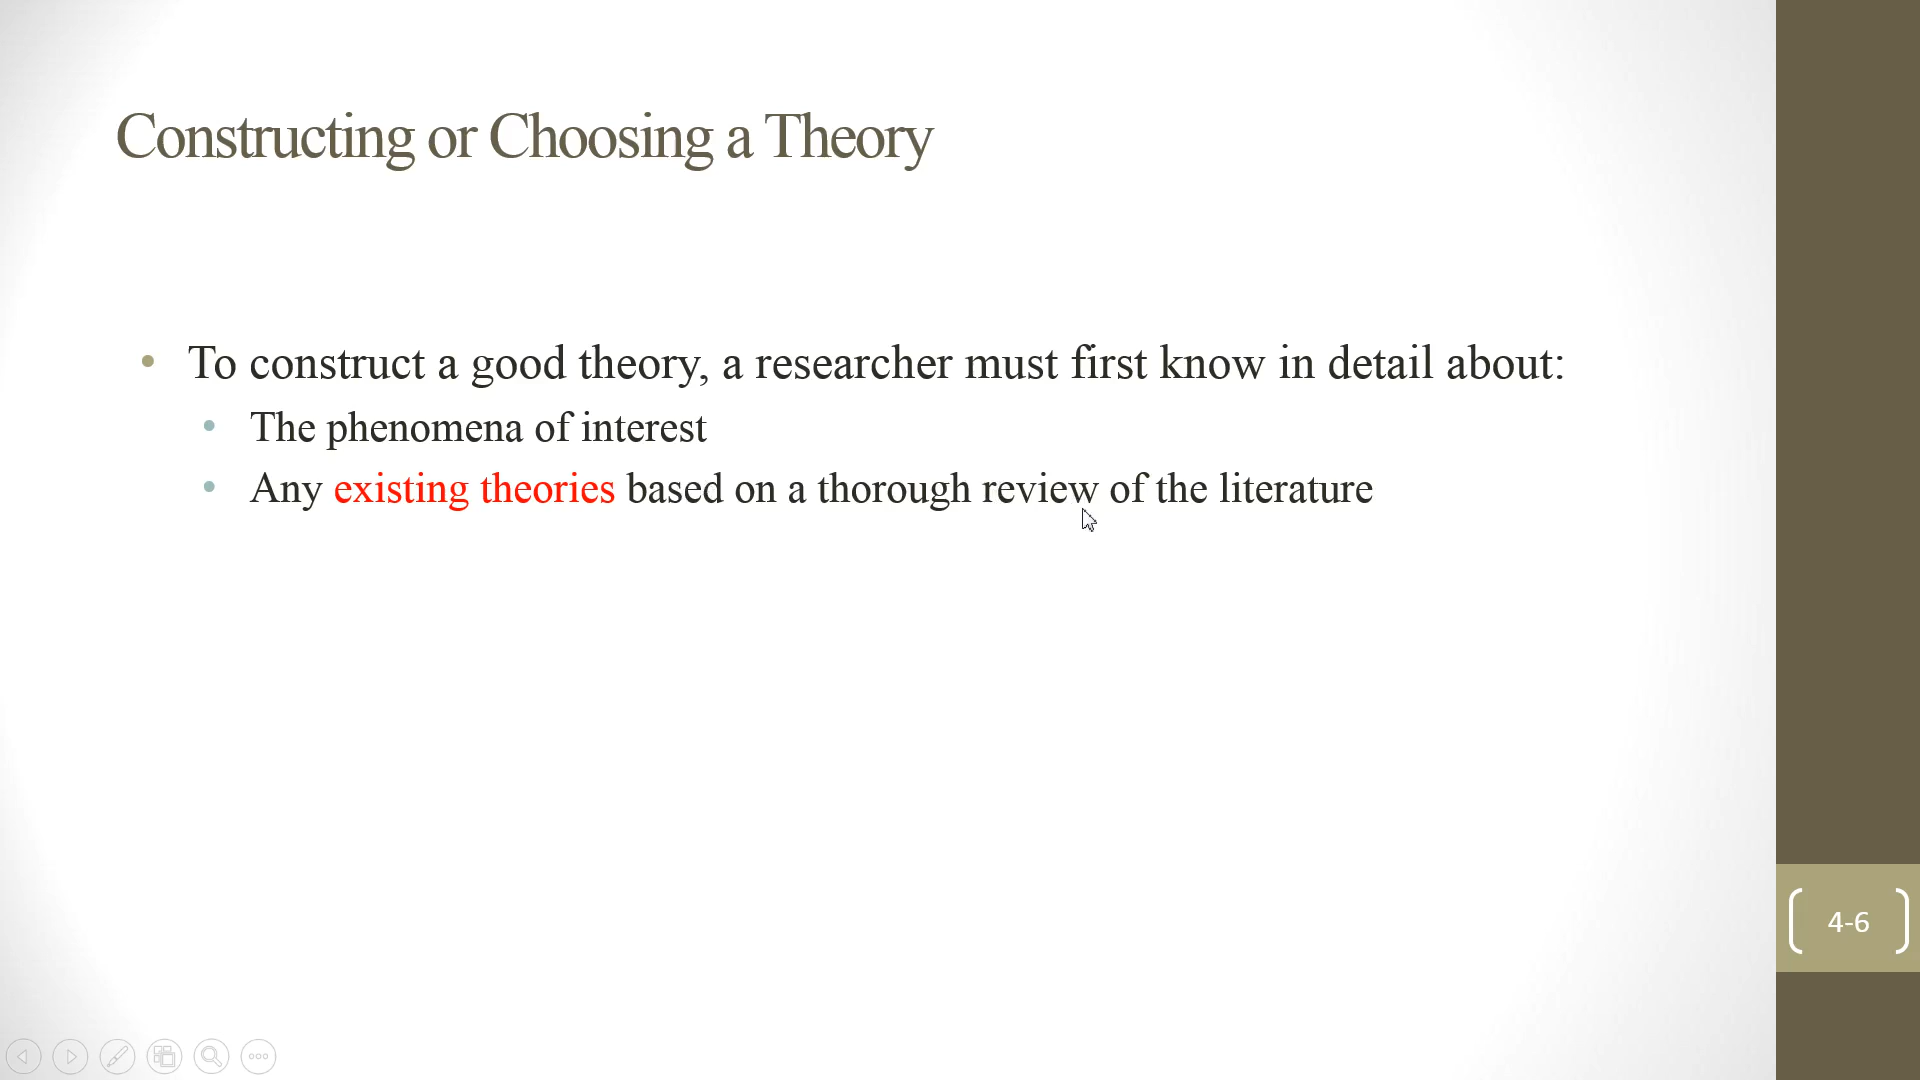 Constructing or Choosing a Theory
• To construct a good theory, a researcher must first know in detail about:
• The phenomena of interest
• Any existing theories based on a thorough review of the literature
4-6